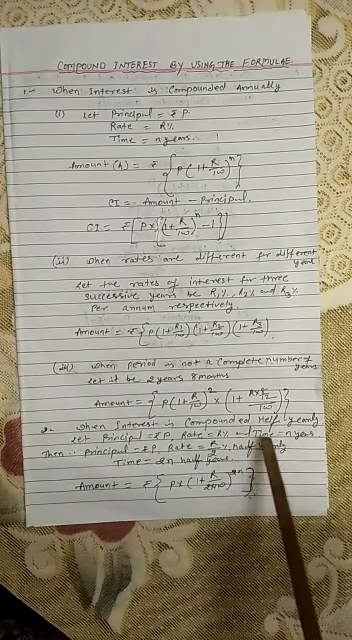 COMPOUND INTEREST BY USING THE FORMULAE.
1.- When Interest is Compounded Annually
(i) Let Principal = ₹ P.
Rate = R%
Time = n years.
Amount (A) = ₹ {P(1+R/100)^n}
CI = Amount - Principal.
CI = ₹[P×{(1+R/100)^n - 1}]
(ii) When rates are different for different years
Let the rates of interest for three
successive years be R₁%, R₂% and R₃%
per annum respectively
Amount = ₹{P(1+R₁/100)(1+R₂/100)(1+R₃/100)
(iii) When period is not a complete number of years
Let it be 2 years 8 months
Amount = {P(1+R/100)² × (1+ R×8/12/100)}
2- When Interest is Compounded Half yearly
Let Principal = ₹P, Rate = R% Time = n years
Then Principal = ₹P, Rate = R/2 % half
Time = 2n half years.
Amount = ₹{P×(1+R/2×100)^2n}